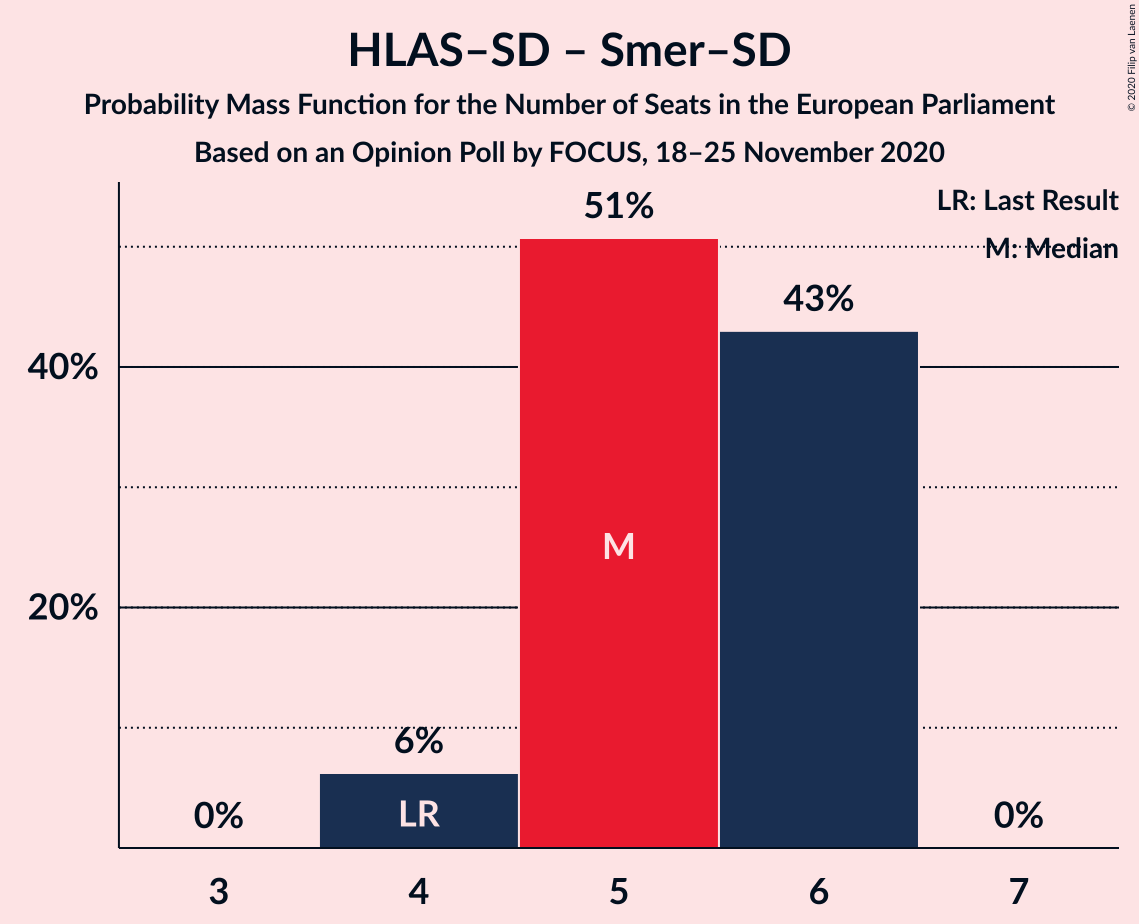 HLAS–SD – Smer–SD
Probability Mass Function for the Number of Seats in the European Parliament
Based on an Opinion Poll by FOCUS, 18–25 November 2020
© 2020 Filip van Laenen
LR: Last Result
M: Median
51%
43%
40%
M
20%
6%
LR
0%
0%
3 4 5 6 7